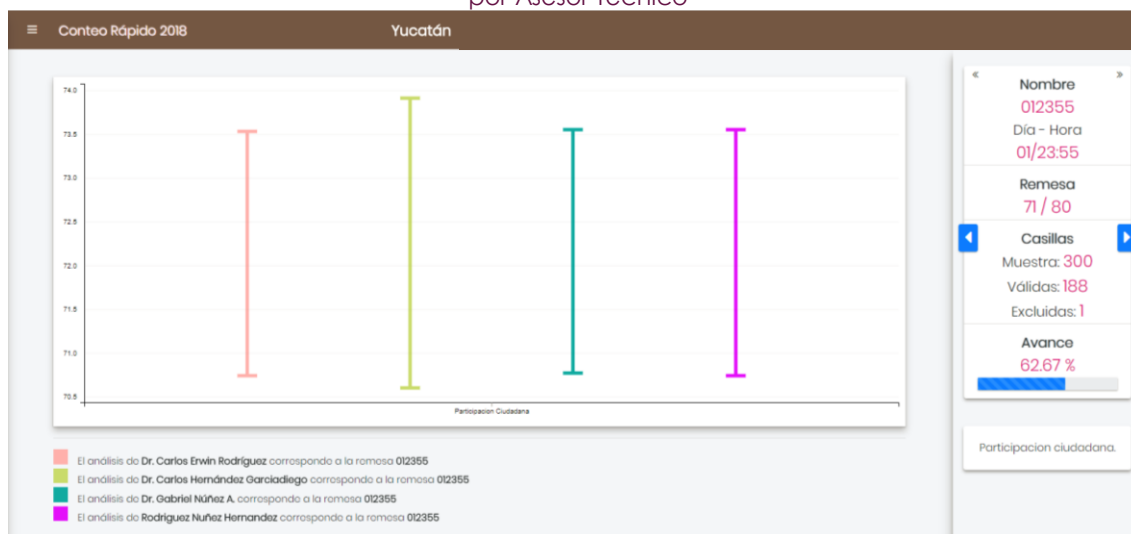 por Asesor Técnico
Conteo Rápido 2018
Yucatán
74.0
73.5
73.0
72.5
72.0
71.5
71.0
70.5
Participacion Ciudadana
El análisis de Dr. Carlos Erwin Rodríguez corresponde a la remesa 012355
El análisis de Dr. Carlos Hernández Garciadiego corresponde a la remesa 012355
El análisis de Dr. Gabriel Núñez A. corresponde a la remesa 012355
El análisis de Rodriguez Nuñez Hernandez corresponde a la remesa 012355
« »
Nombre
012355
Día - Hora
01/23:55
Remesa
71 / 80
Casillas
Muestra: 300
Válidas: 188
Excluidas: 1
Avance
62.67 %
Participacion ciudadana.